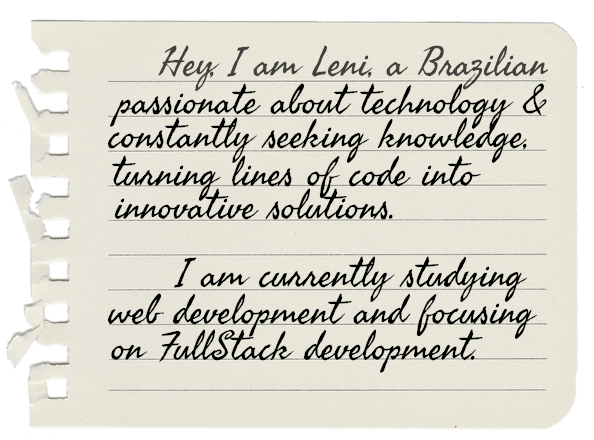 Hey, I am Leni, a Brazilian
passionate about technology &
constantly seeking knowledge,
turning lines of code into
innovative solutions.
I am currently studying
web development and focusing
on FullStack development.